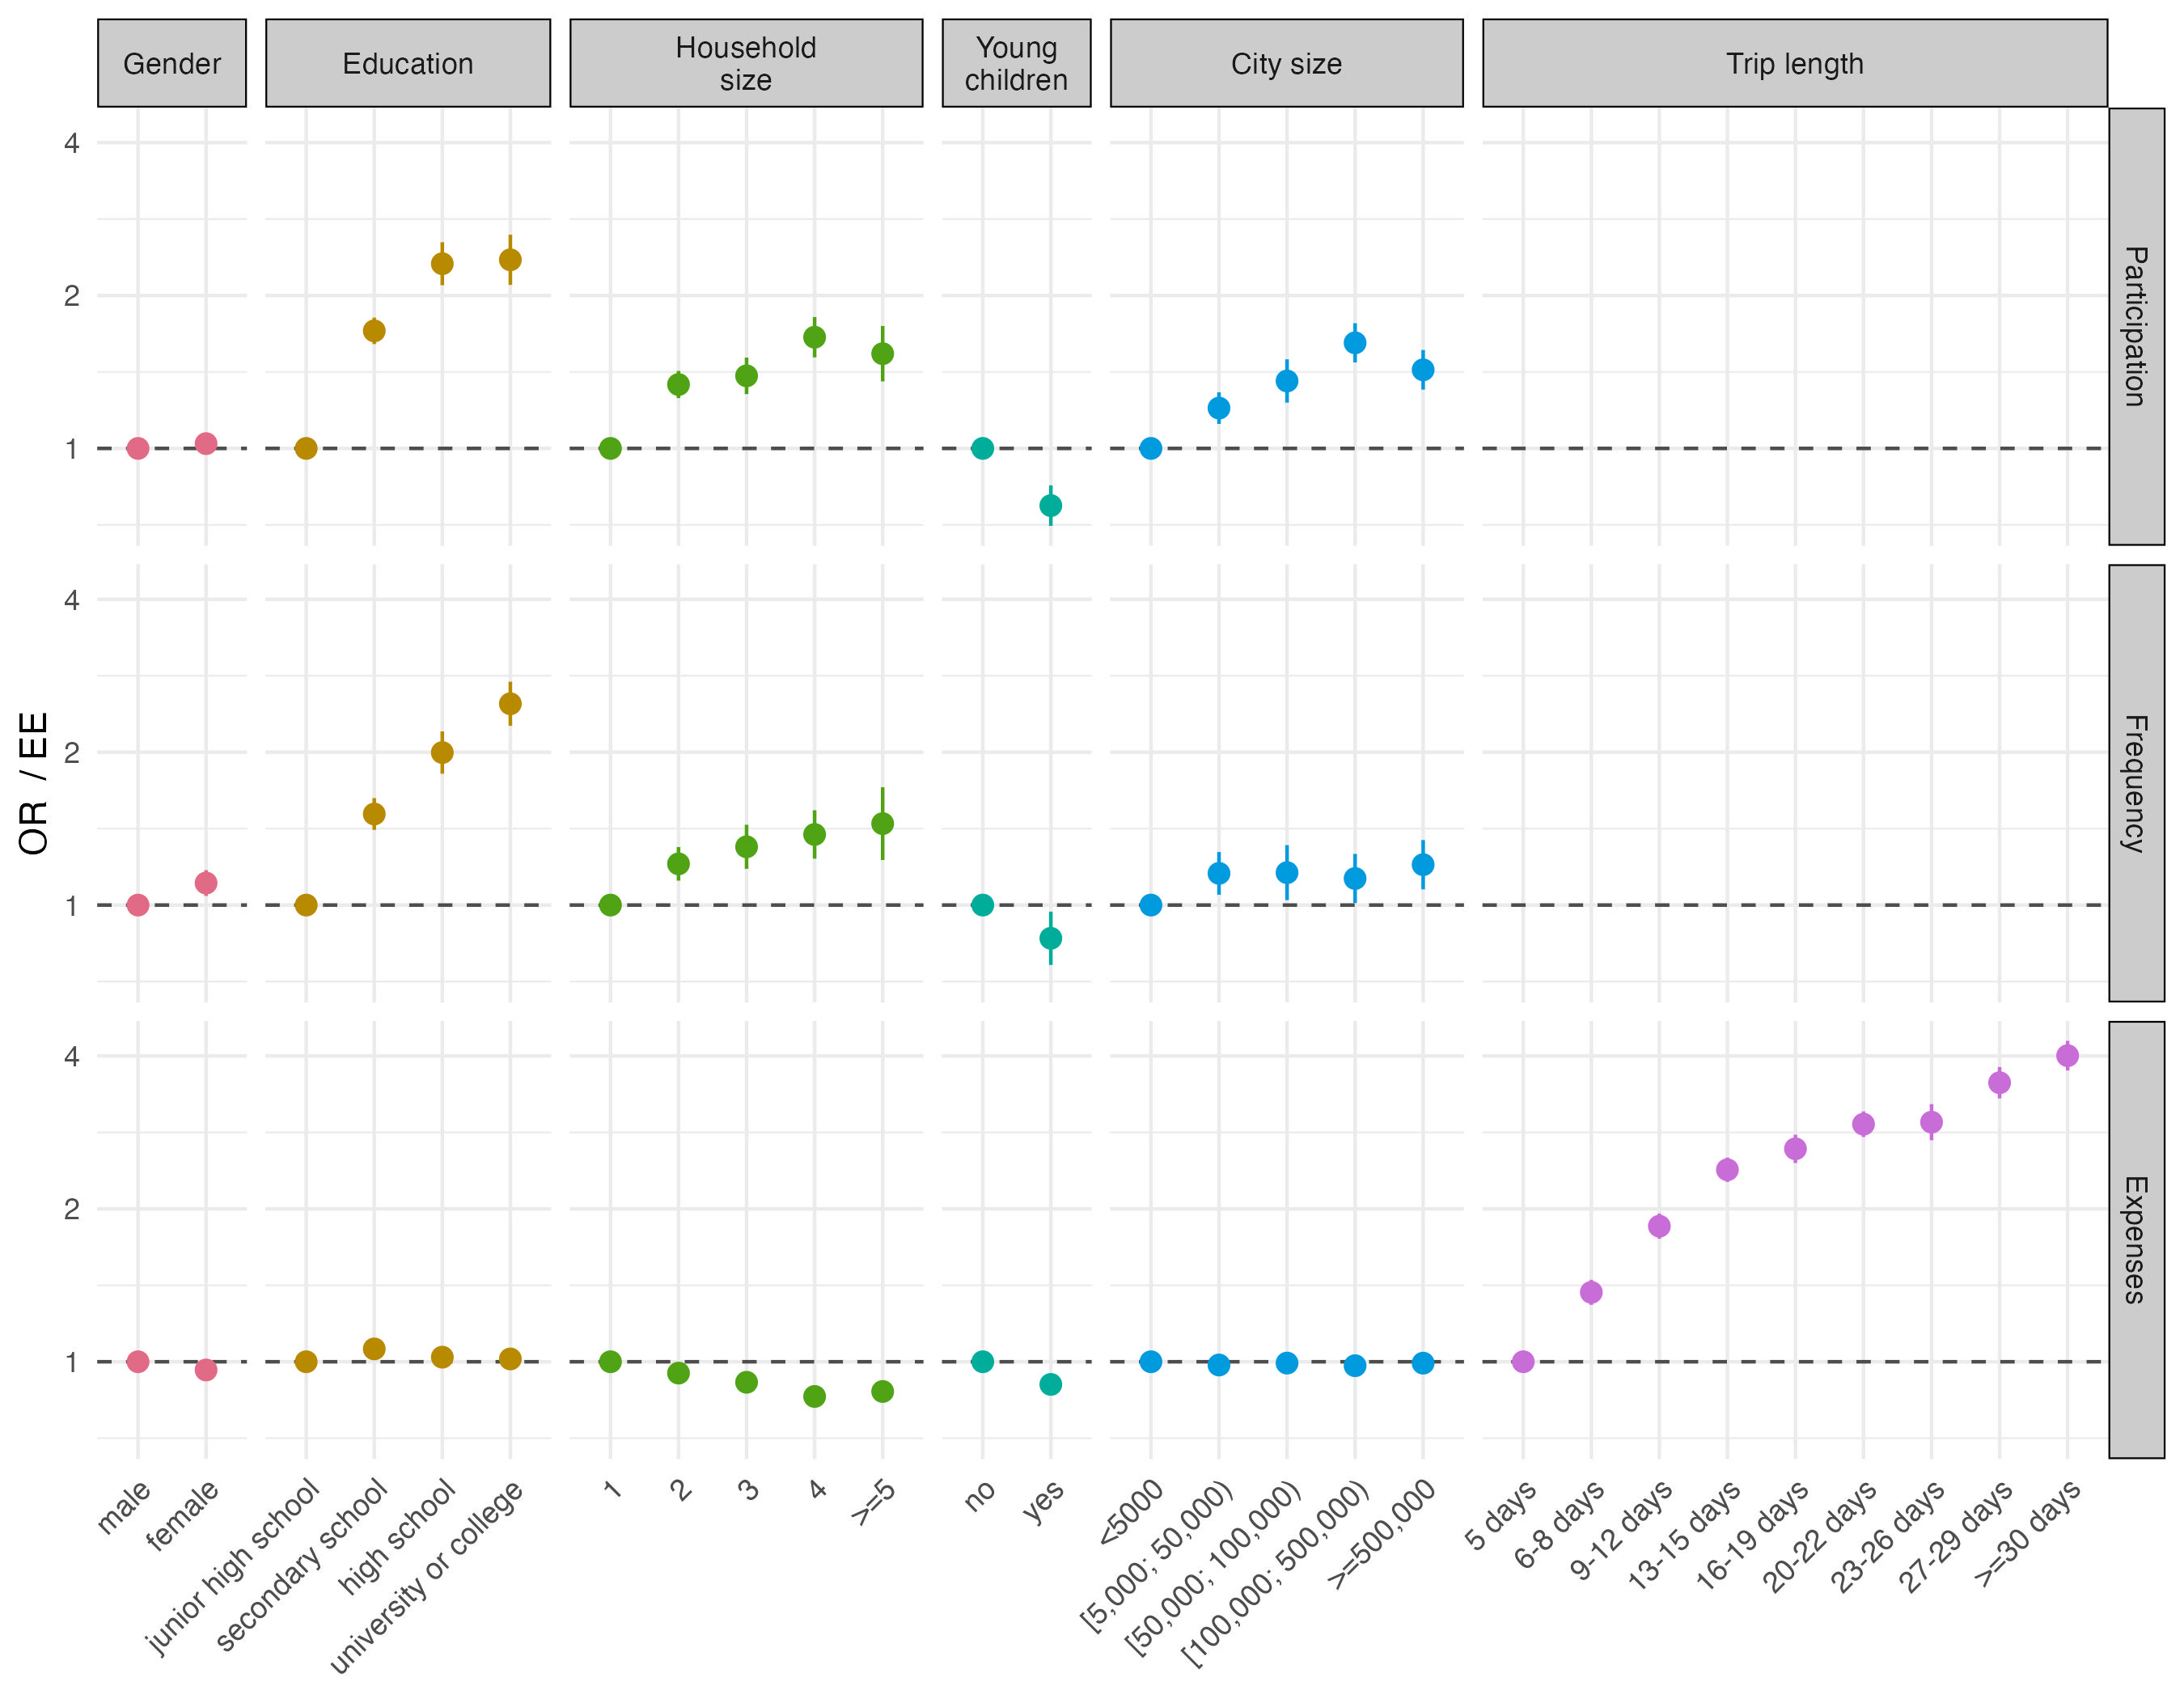 Gender
Education
Household
size
Young
children
City size
Trip length
4
2
1
Participation
4
2
1
Frequency
OR / EE
4
2
1
Expenses
male
female
junior high school
secondary school
high school
university or college
1
2
3
4
>=5
no
yes
<5000
[5,000; 50,000)
[50,000; 100,000)
[100,000; 500,000)
>=500,000
5 days
6-8 days
9-12 days
13-15 days
16-19 days
20-22 days
23-26 days
27-29 days
>=30 days